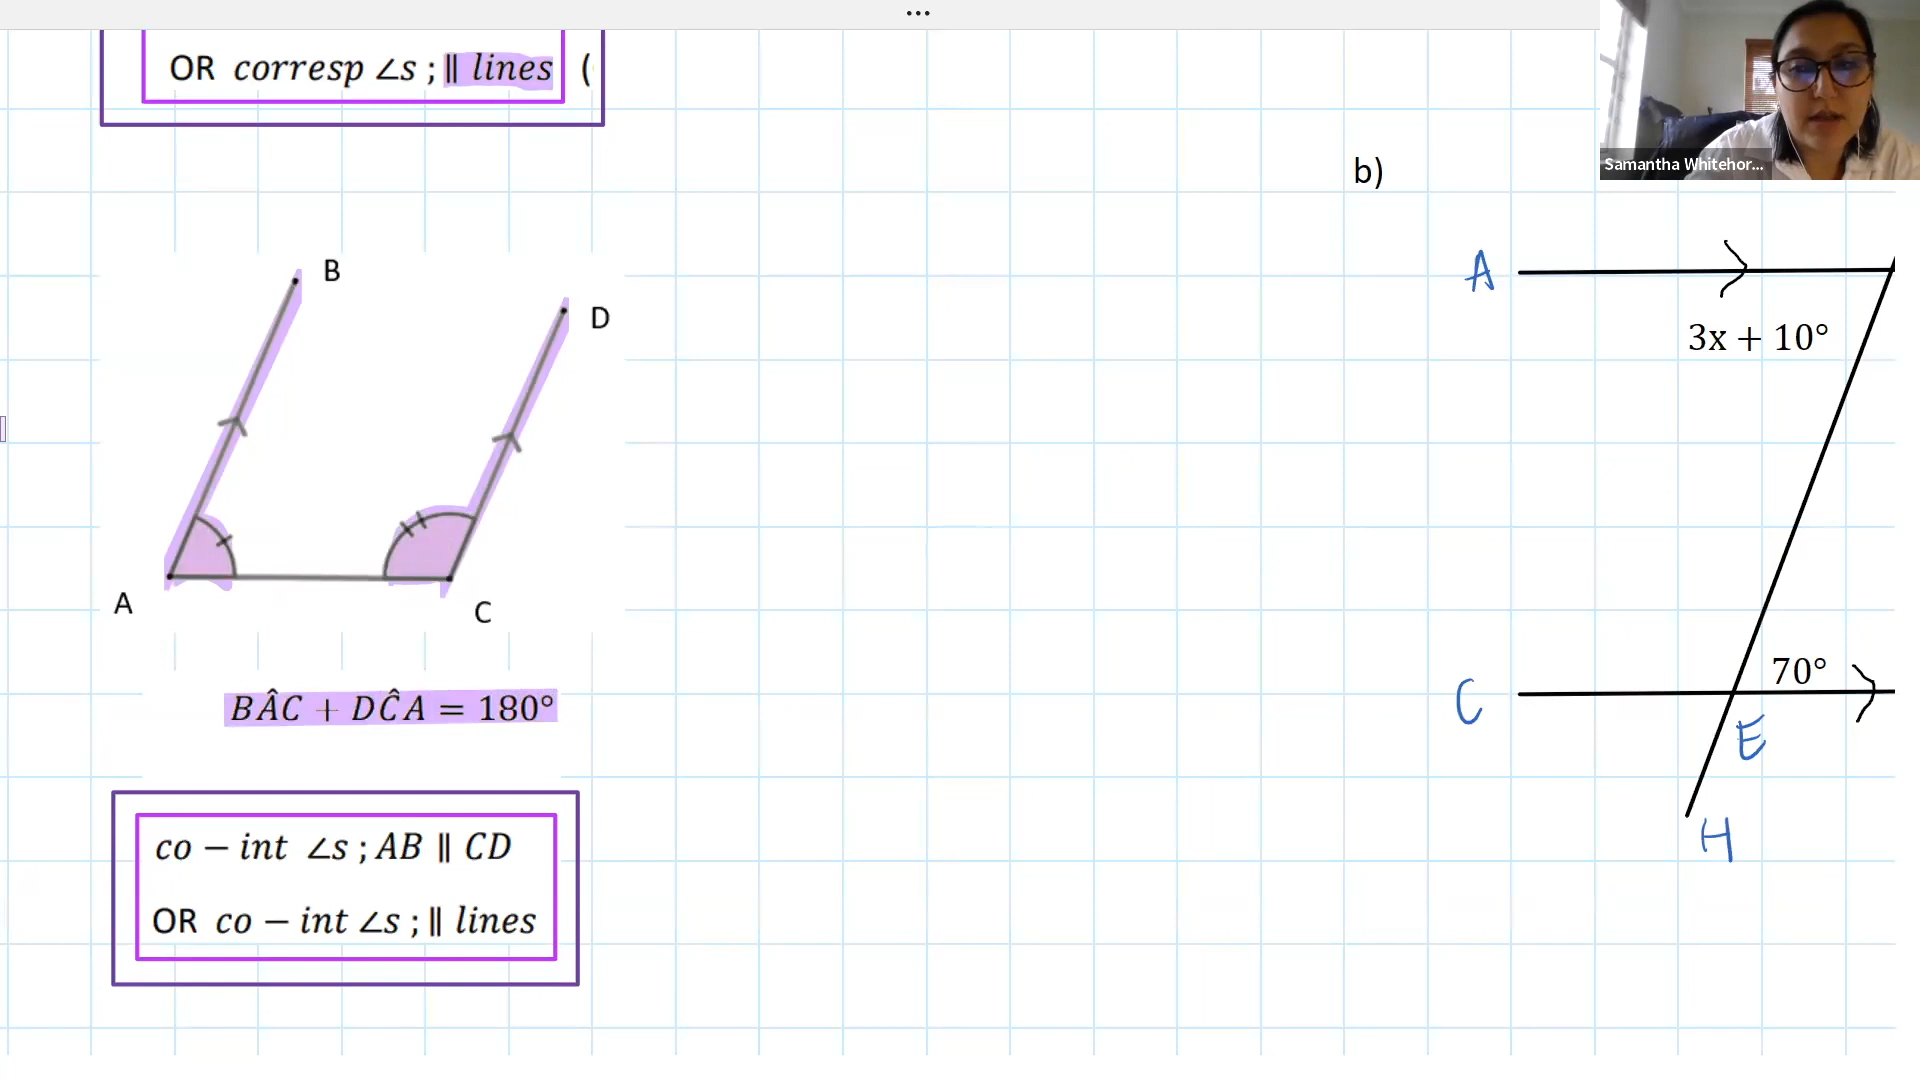 OR corresp ∠s ; ∥ lines (
B
D
A
C
BÂC + DĈA = 180°
co − int ∠s ; AB ∥ CD
OR co − int ∠s ; ∥ lines
b)
A
3x + 10°
70°
C
E
H
Samantha Whitehor...